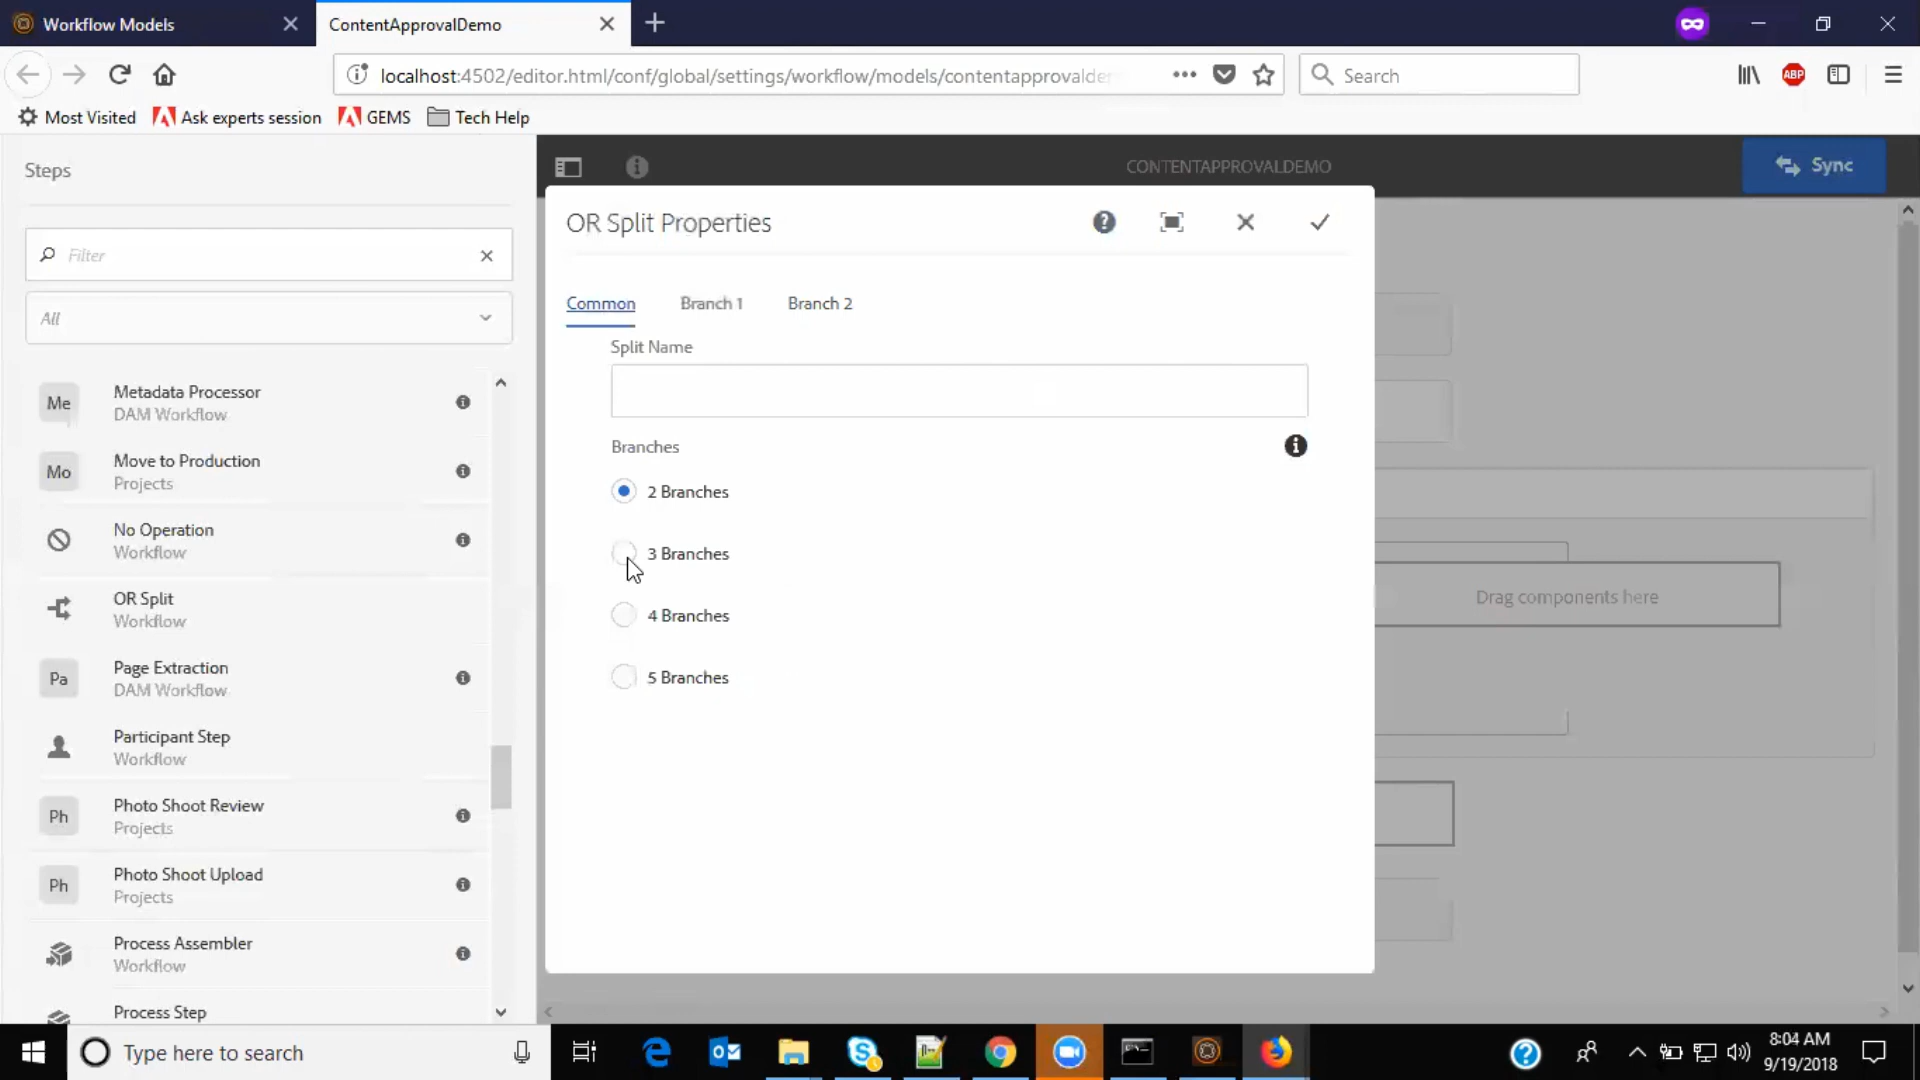 Workflow Models
ContentApprovalDemo
localhost:4502/editor.html/conf/global/settings/workflow/models/contentapprovalde
Search
ABP
Most Visited
Ask experts session
GEMS
Tech Help
Steps
CONTENTAPPROVALDEMO
Sync
OR Split Properties
Filter
All
Common
Branch 1
Branch 2
Split Name
Branches
2 Branches
3 Branches
4 Branches
5 Branches
Drag components here
Me
Metadata Processor
DAM Workflow
Mo
Move to Production
Projects
No Operation
Workflow
OR Split
Workflow
Pa
Page Extraction
DAM Workflow
Participant Step
Workflow
Ph
Photo Shoot Review
Projects
Ph
Photo Shoot Upload
Projects
Process Assembler
Workflow
Process Step
Type here to search
8:04 AM
9/19/2018